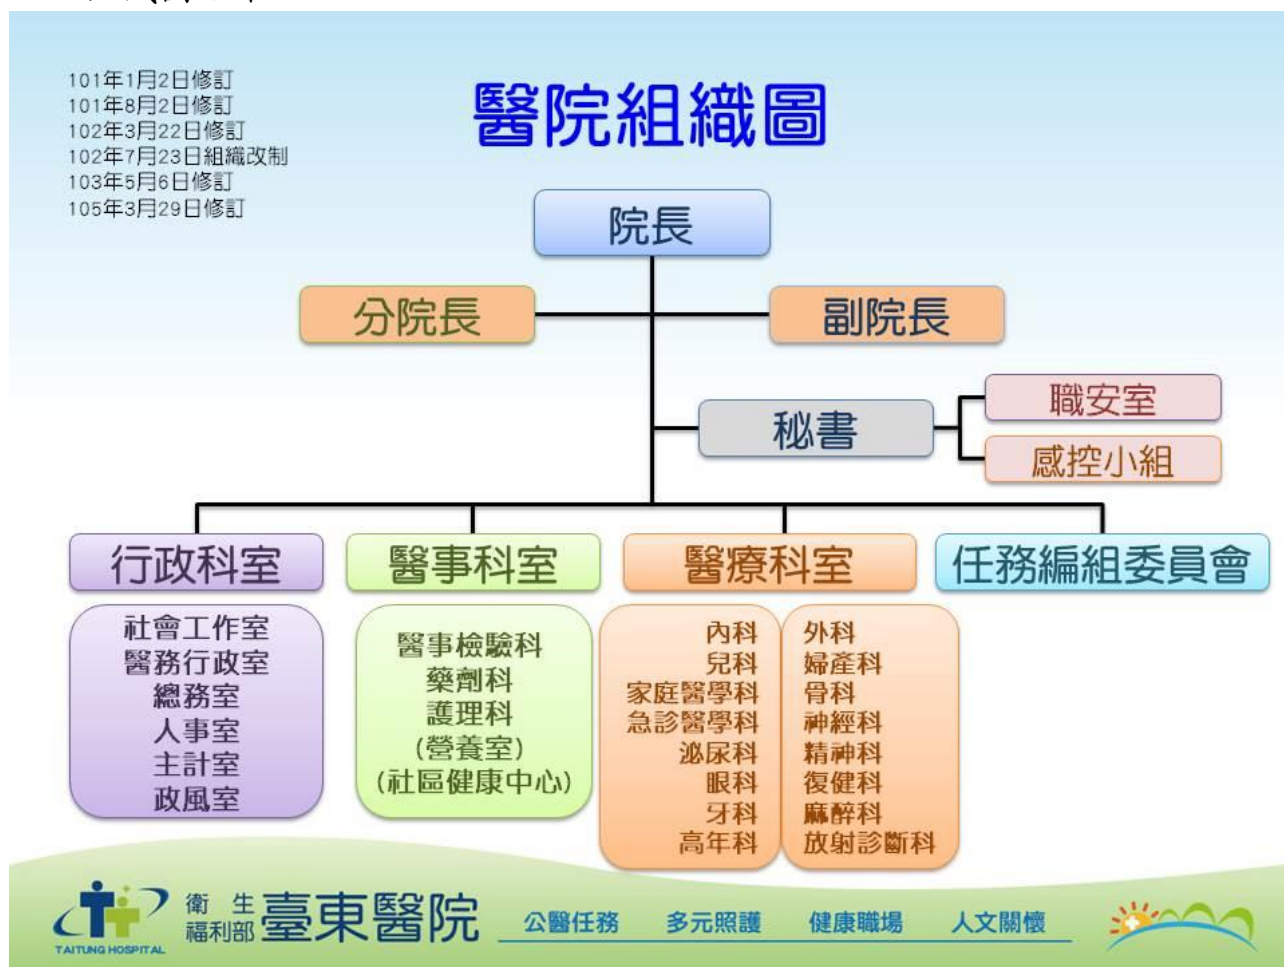 101年1月2日修訂
101年8月2日修訂
102年3月22日修訂
102年7月23日組織改制
103年5月6日修訂
105年3月29日修訂
醫院組織圖
院長
分院長
副院長
秘書
職安室
感控小組
行政科室
醫事科室
醫療科室
任務編組委員會
社會工作室
醫務行政室
總務室
人事室
主計室
政風室
醫事檢驗科
藥劑科
護理科
(營養室)
(社區健康中心)
內科
兒科
家庭醫學科
急診醫學科
泌尿科
眼科
牙科
高年科
外科
婦產科
骨科
神經科
精神科
復健科
麻醉科
放射診斷科
TAITUNG HOSPITAL
衛生福利部 臺東醫院
公醫任務 多元照護 健康職場 人文關懷